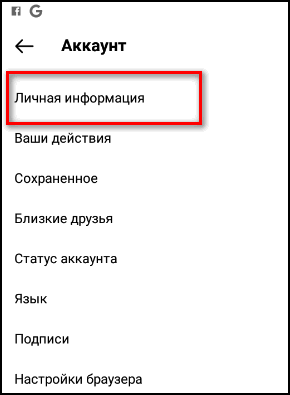 Аккаунт
Личная информация
Ваши действия
Сохраненное
Близкие друзья
Статус аккаунта
Язык
Подписи
Настройки браузера